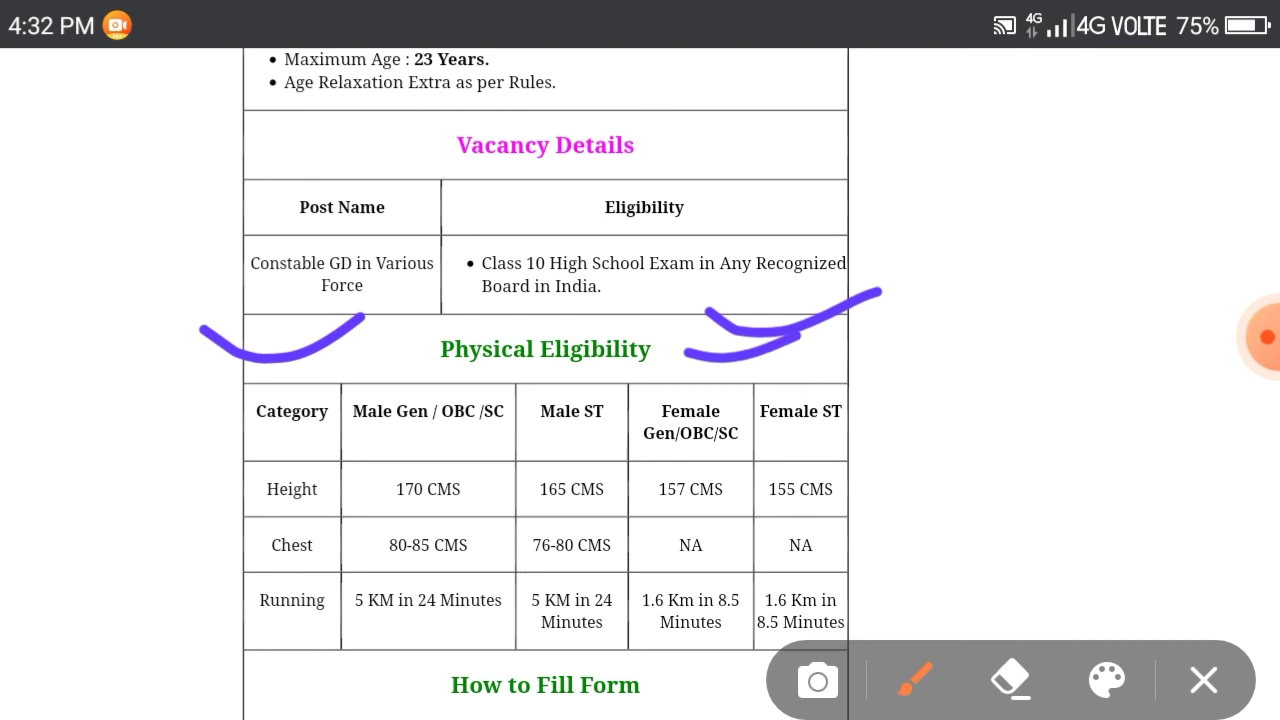 4:32 PM 4G 4G VOLTE 75%
• Maximum Age : 23 Years.
• Age Relaxation Extra as per Rules.
Vacancy Details
Post Name Eligibility
Constable GD in Various Force • Class 10 High School Exam in Any Recognized Board in India.
Physical Eligibility
Category Male Gen / OBC /SC Male ST Female Gen/OBC/SC Female ST
Height 170 CMS 165 CMS 157 CMS 155 CMS
Chest 80-85 CMS 76-80 CMS NA NA
Running 5 KM in 24 Minutes 5 KM in 24 Minutes 1.6 Km in 8.5 Minutes 1.6 Km in 8.5 Minutes
How to Fill Form